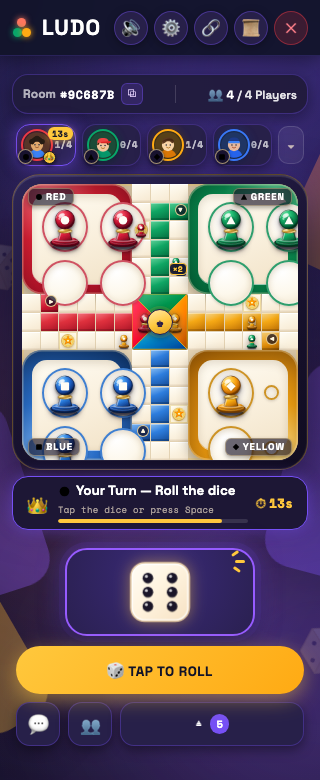 LUDO
Room #9C687B
4 / 4 Players
13s
1/4
0/4
1/4
0/4
RED
GREEN
×2
BLUE
YELLOW
Your Turn — Roll the dice
Tap the dice or press Space
13s
TAP TO ROLL
5